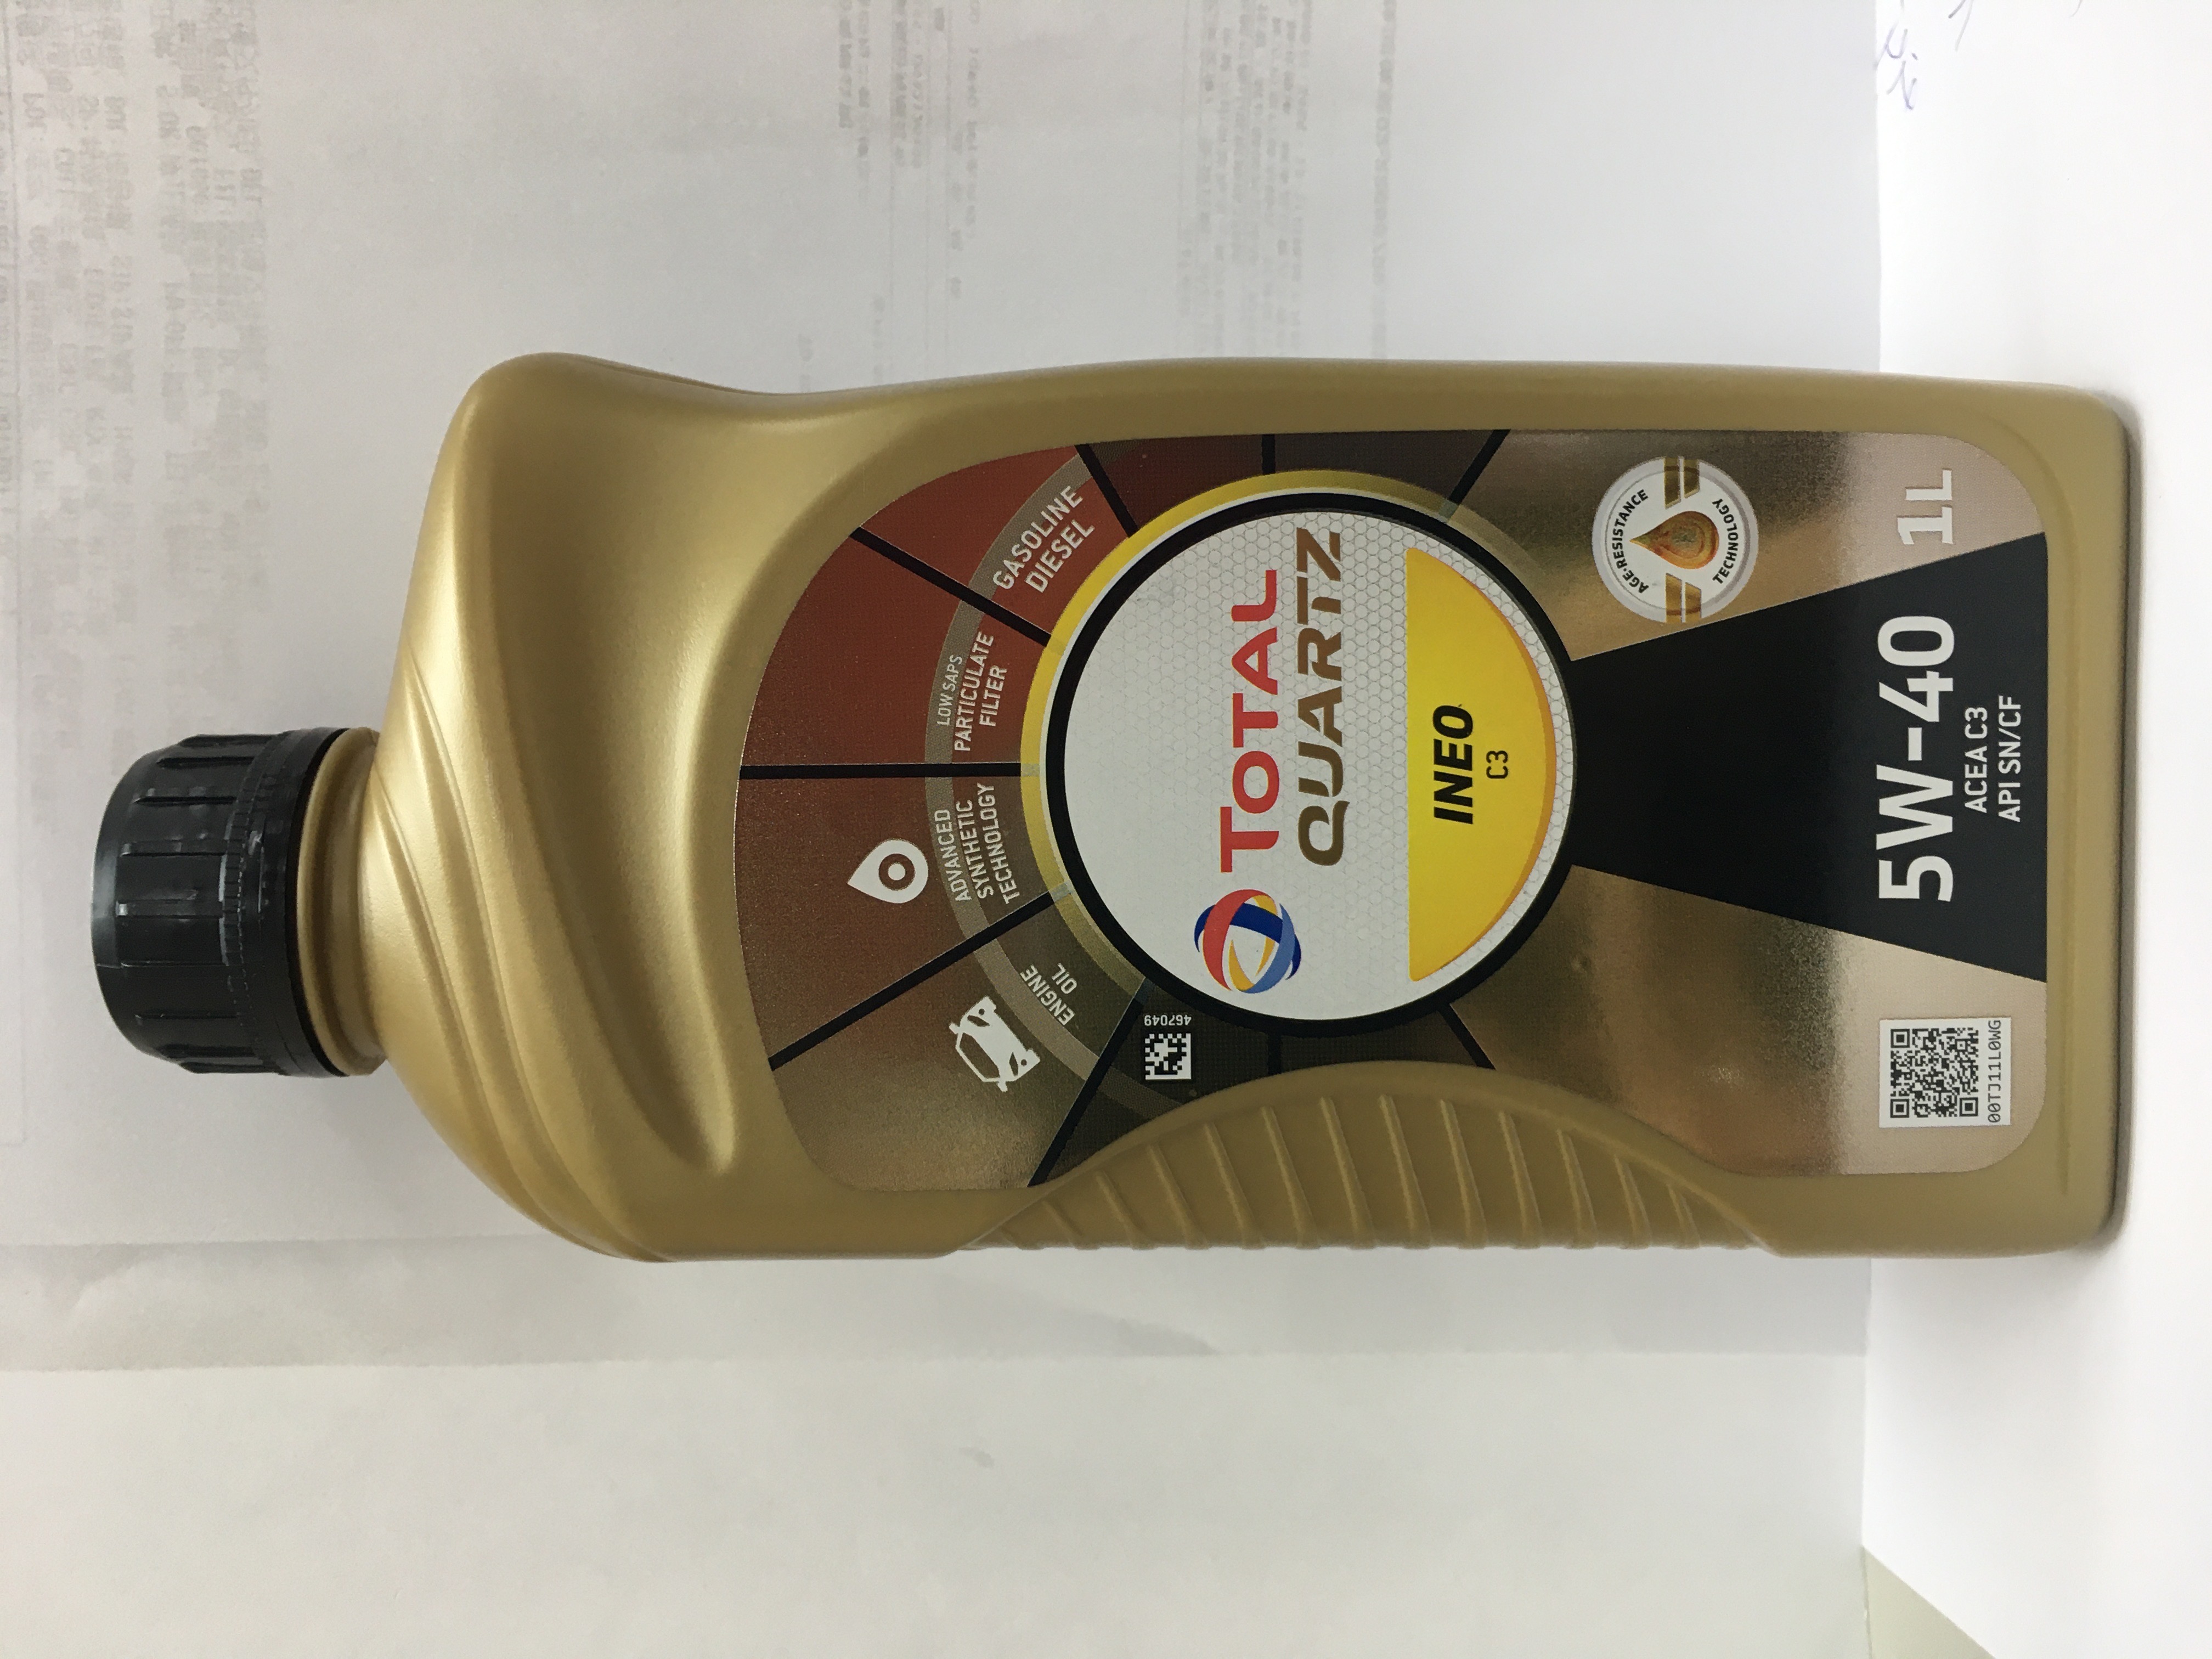 ENGINE
OIL
ADVANCED
SYNTHETIC
TECHNOLOGY
LOW SAPS
PARTICULATE
FILTER
GASOLINE
DIESEL
467049
TOTAL
QUARTZ
INEO
C3
AGE-RESISTANCE
TECHNOLOGY
5W-40
1L
ACEA C3
API SN/CF
00TJ11L0WG